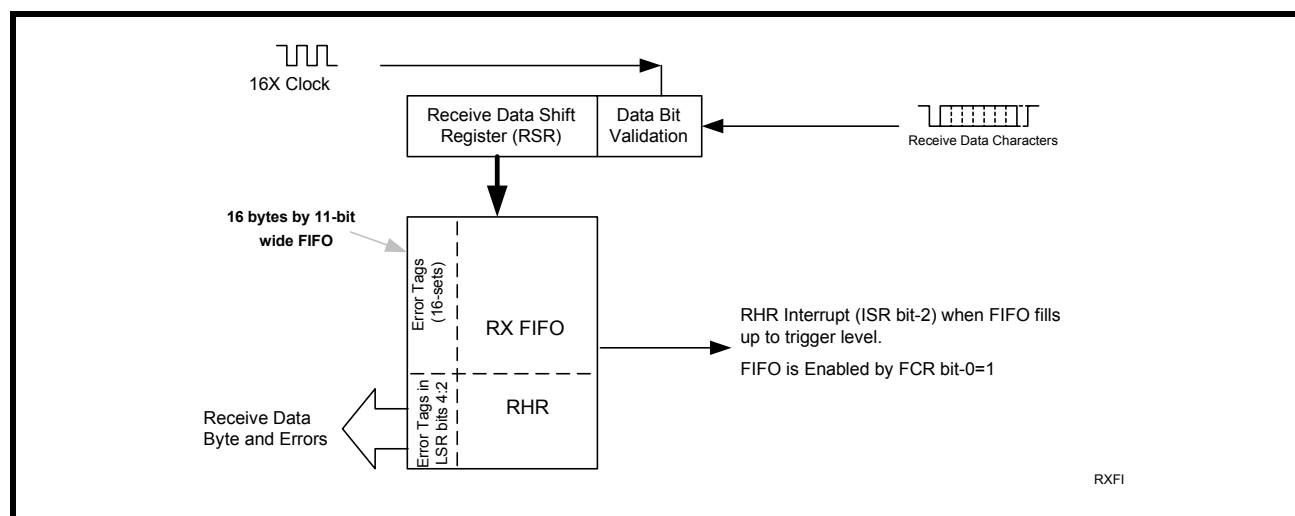 16X Clock
Receive Data Shift
Register (RSR)
Data Bit
Validation
Receive Data Characters
16 bytes by 11-bit
wide FIFO
Error Tags
(16-sets)
RX FIFO
RHR Interrupt (ISR bit-2) when FIFO fills
up to trigger level.
FIFO is Enabled by FCR bit-0=1
Error Tags in
LSR bits 4:2
RHR
Receive Data
Byte and Errors
RXFI